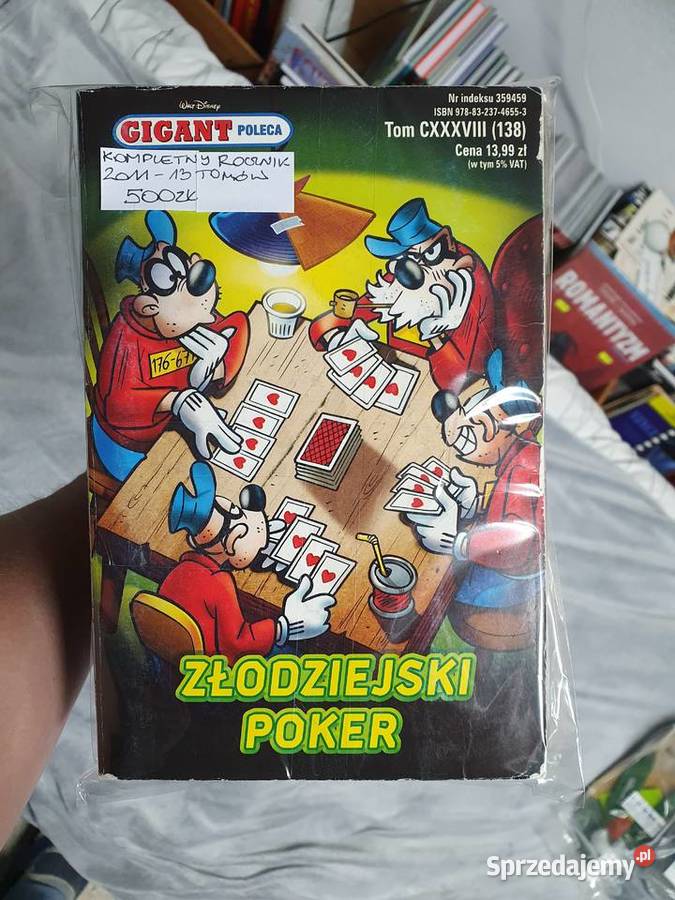 Walt Disney
GIGANT POLECA
Nr indeksu 359459
ISBN 978-83-237-4655-3
Tom CXXXVIII (138)
Cena 13,99 zł
(w tym 5% VAT)
KOMPLETNY ROCZNIK
2011 - 13 TOMÓW
500ZŁ
176-671
ROMANTYZM
ZŁODZIEJSKI
POKER
Sprzedajemy.pl